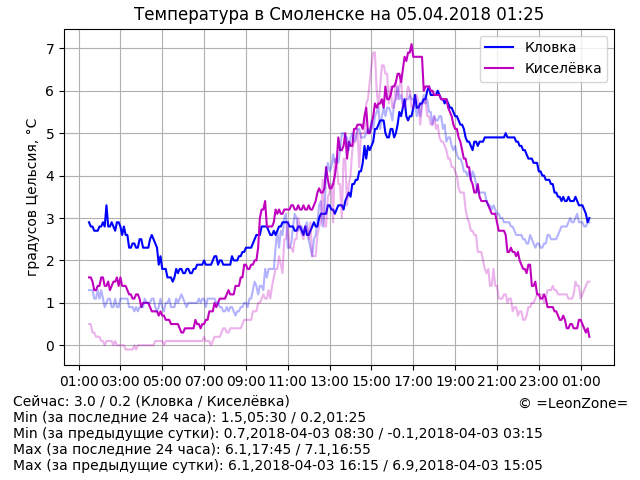 Температура в Смоленске на 05.04.2018 01:25
градусов Цельсия, °C
7
6
5
4
3
2
1
0
Кловка
Киселёвка
01:00 03:00 05:00 07:00 09:00 11:00 13:00 15:00 17:00 19:00 21:00 23:00 01:00
Сейчас: 3.0 / 0.2 (Кловка / Киселёвка)
© =LeonZone=
Min (за последние 24 часа): 1.5,05:30 / 0.2,01:25
Min (за предыдущие сутки): 0.7,2018-04-03 08:30 / -0.1,2018-04-03 03:15
Max (за последние 24 часа): 6.1,17:45 / 7.1,16:55
Max (за предыдущие сутки): 6.1,2018-04-03 16:15 / 6.9,2018-04-03 15:05